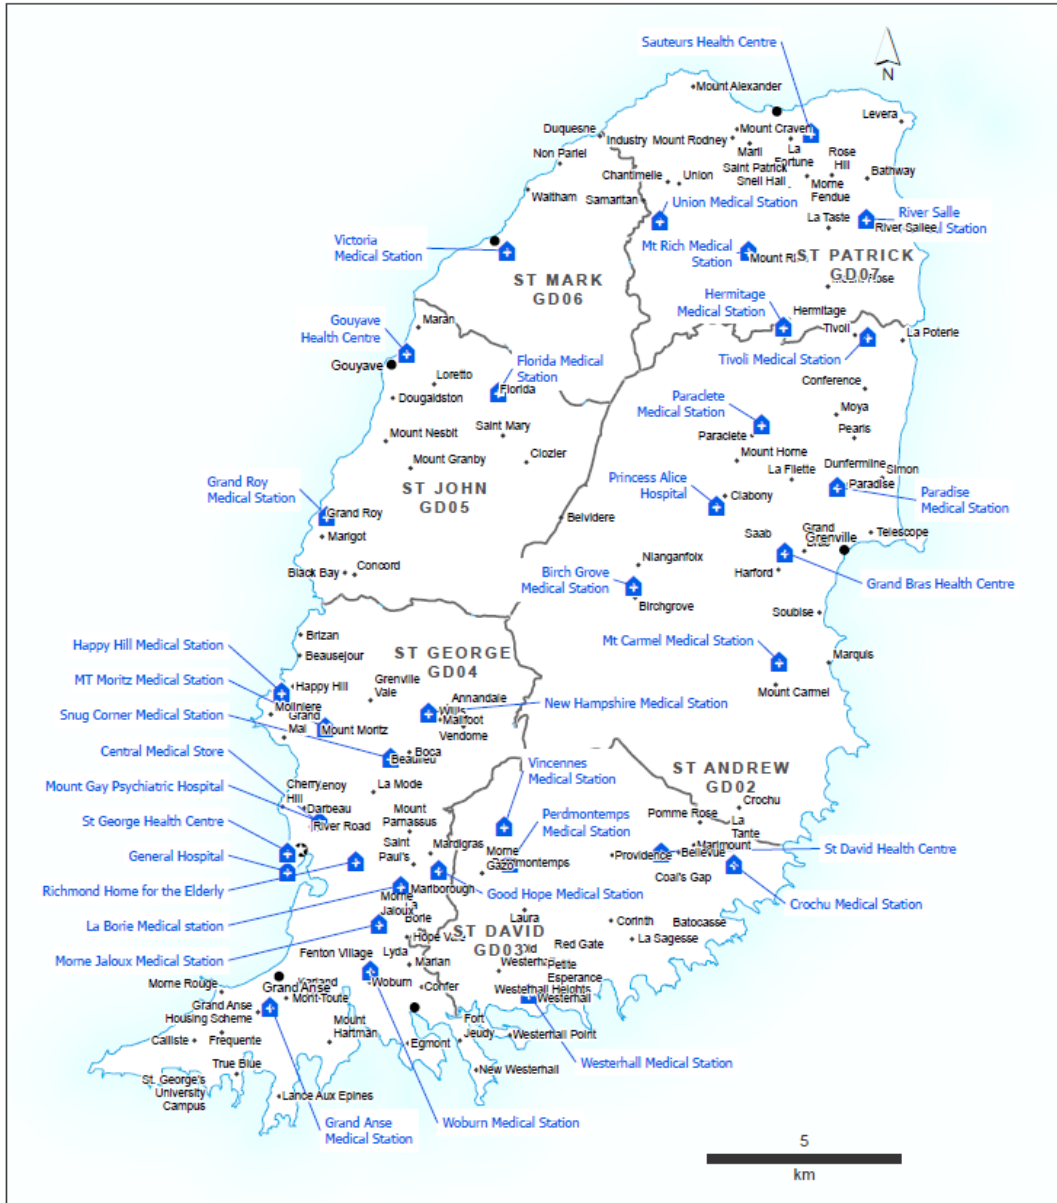 Sauteurs Health Centre
N
Mount Alexander
Levera
Duquesne
Industry
Mount Rodney
Mount Craven
Marli
La
Fortune
Rose
Hill
Non Pariel
Saint Patrick
Snell Hall
Chantimelle
Union
Morne
Fendue
Bathway
Waltham
Samaritan
Union Medical Station
La Taste
River Salle
River Sallee
Station
Victoria
Medical Station
Mt Rich Medical
Station
ST PATRICK
GD07
ST MARK
GD06
Hermitage
Medical Station
Hermitage
Maran
Tivoli
La Poterie
Gouyave
Health Centre
Tivoli Medical Station
Gouyave
Florida Medical
Station
Loretto
Florida
Conference
Dougaldston
Paraclete
Medical Station
Moya
Mount Nesbit
Saint Mary
Paraclete
Pearls
Mount Granby
Clozier
Mount Horne
La Filette
Dunfermline
Simon
Grand Roy
Medical Station
ST JOHN
GD05
Princess Alice
Hospital
Clabony
Paradise
Paradise
Medical Station
Grand Roy
Belvidere
Marigot
Saab
Grand
Grenville
Telescope
Black Bay
Concord
Nianganfoix
Birch Grove
Medical Station
Harford
Grand Bras Health Centre
Birchgrove
Soubise
Brizan
Happy Hill Medical Station
Beausejour
ST GEORGE
GD04
Mt Carmel Medical Station
Marquis
MT Moritz Medical Station
Happy Hill
Grenville
Vale
Annandale
Mount Carmel
Snug Corner Medical Station
Moliniere
Grand
Mal
Mount Moritz
Willis
Mailfoot
Vendome
New Hampshire Medical Station
Central Medical Store
Boca
Beaulieu
Vincennes
Medical Station
ST ANDREW
GD02
Mount Gay Psychiatric Hospital
Cherry
Hill
La Mode
Crochu
Darbeau
Mount
Parnassus
Perdmontemps
Medical Station
Pomme Rose
La
Tante
St George Health Centre
River Road
Saint
Paul's
Mardigras
Morne
Gazo
Perdmontemps
Providence
Bellevue
Marlmount
St David Health Centre
General Hospital
Coal's Gap
Richmond Home for the Elderly
Marlborough
Good Hope Medical Station
Crochu Medical Station
La Borie Medical station
Morne
Jaloux
La
Borie
Laura
Corinth
Batocasse
Morne Jaloux Medical Station
Hope Vale
ST DAVID
GD03
Red Gate
La Sagesse
Fenton Village
Lyda
Marian
Westerhall
Petite
Esperance
Morne Rouge
Grand Anse
Woburn
Confer
Westerhall Heights
Westerhall
Grand Anse
Housing Scheme
Mont-Toute
Mount
Hartman
Fort
Jeudy
Westerhall Point
Calliste
Frequente
Egmont
Westerhall Medical Station
True Blue
New Westerhall
St. George's
University
Campus
Lance Aux Epines
Grand Anse
Medical Station
Woburn Medical Station
5
km